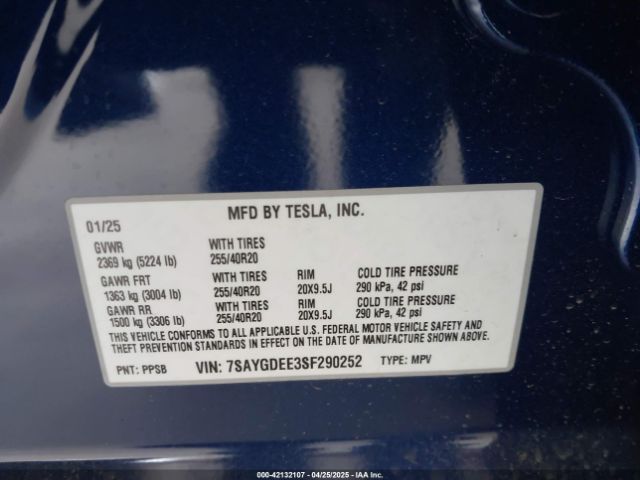 MFD BY TESLA, INC.
01/25
GVWR WITH TIRES
2369 kg (5224 lb) 255/40R20
GAWR FRT WITH TIRES RIM COLD TIRE PRESSURE
1363 kg (3004 lb) 255/40R20 20X9.5J 290 kPa, 42 psi
GAWR RR WITH TIRES RIM COLD TIRE PRESSURE
1500 kg (3306 lb) 255/40R20 20X9.5J 290 kPa, 42 psi
THIS VEHICLE CONFORMS TO ALL APPLICABLE U.S. FEDERAL MOTOR VEHICLE SAFETY AND
THEFT PREVENTION STANDARDS IN EFFECT ON THE DATE OF MANUFACTURE SHOWN ABOVE.
PNT: PPSB VIN: 7SAYGDEE3SF290252 TYPE: MPV
000-42132107 - 04/25/2025 - IAA Inc.